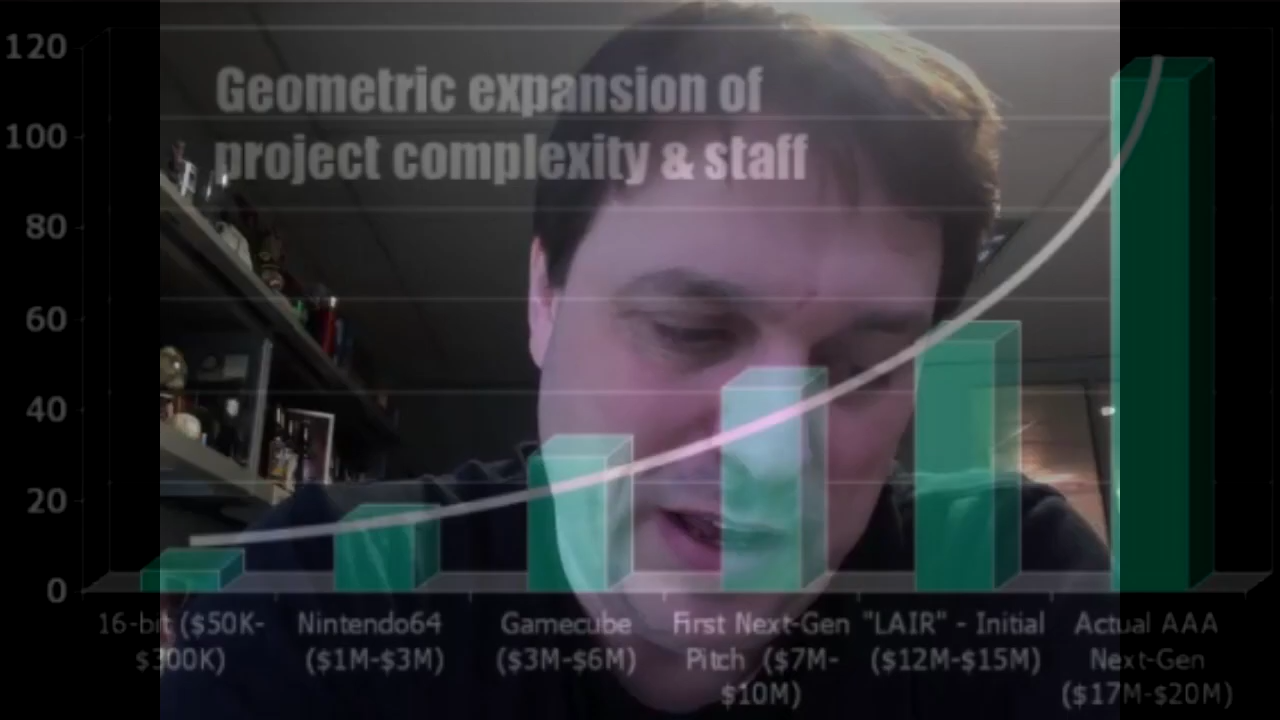 Geometric expansion of
project complexity & staff
120
100
80
60
40
20
0
16-bit ($50K-
$300K)
Nintendo64
($1M-$3M)
Gamecube
($3M-$6M)
First Next-Gen
Pitch ($7M-
$10M)
"LAIR" - Initial
($12M-$15M)
Actual AAA
Next-Gen
($17M-$20M)